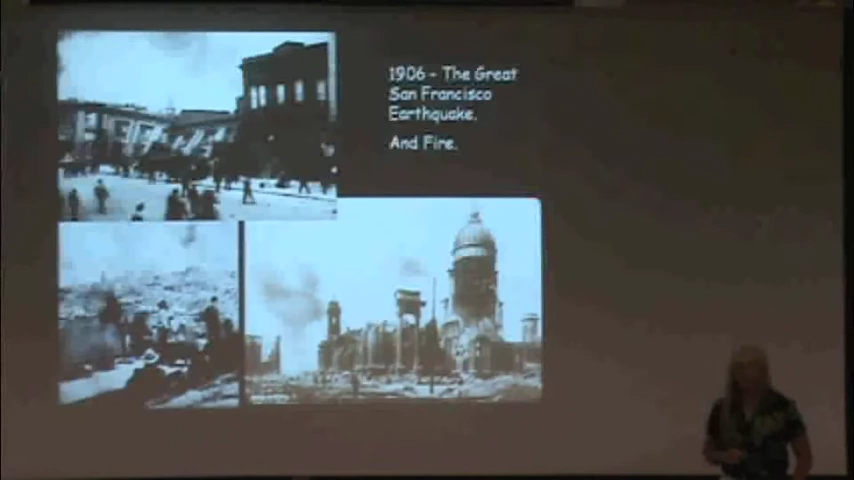 1906 - The Great
San Francisco
Earthquake.
And Fire.